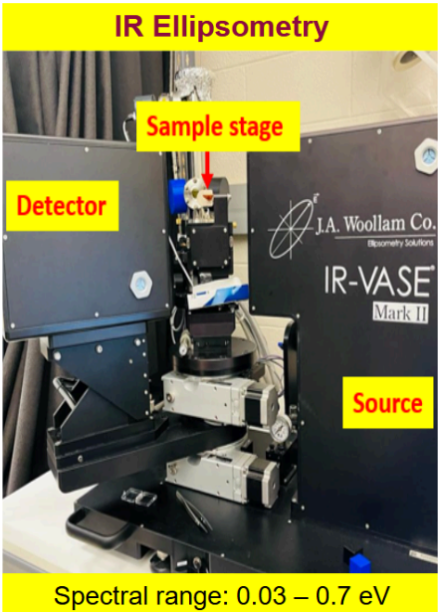 IR Ellipsometry
Sample stage
Detector
J.A. Woollam Co.
Ellipsometry Solutions
IR-VASE®
Mark II
Source
Spectral range: 0.03 – 0.7 eV